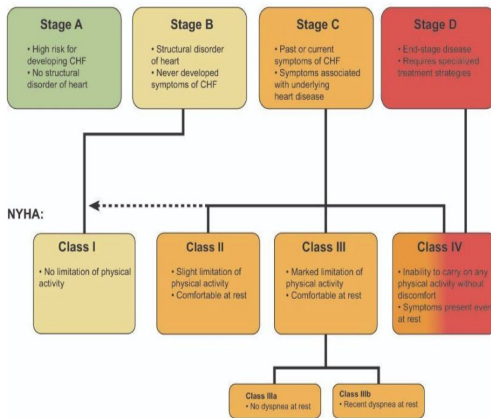 Stage A
• High risk for
developing CHF
• No structural
disorder of heart
Stage B
• Structural disorder
of heart
• Never developed
symptoms of CHF
Stage C
• Past or current
symptoms of CHF
• Symptoms associated
with underlying
heart disease
Stage D
• End-stage disease
• Requires specialized
treatment strategies
NYHA:
Class I
• No limitation of physical
activity
Class II
• Slight limitation of
physical activity
• Comfortable at rest
Class III
• Marked limitation of
physical activity
• Comfortable at rest
Class IV
• Inability to carry on any
physical activity without
discomfort
• Symptoms present even
at rest
Class IIIa
• No dyspnea at rest
Class IIIb
• Recent dyspnea at rest